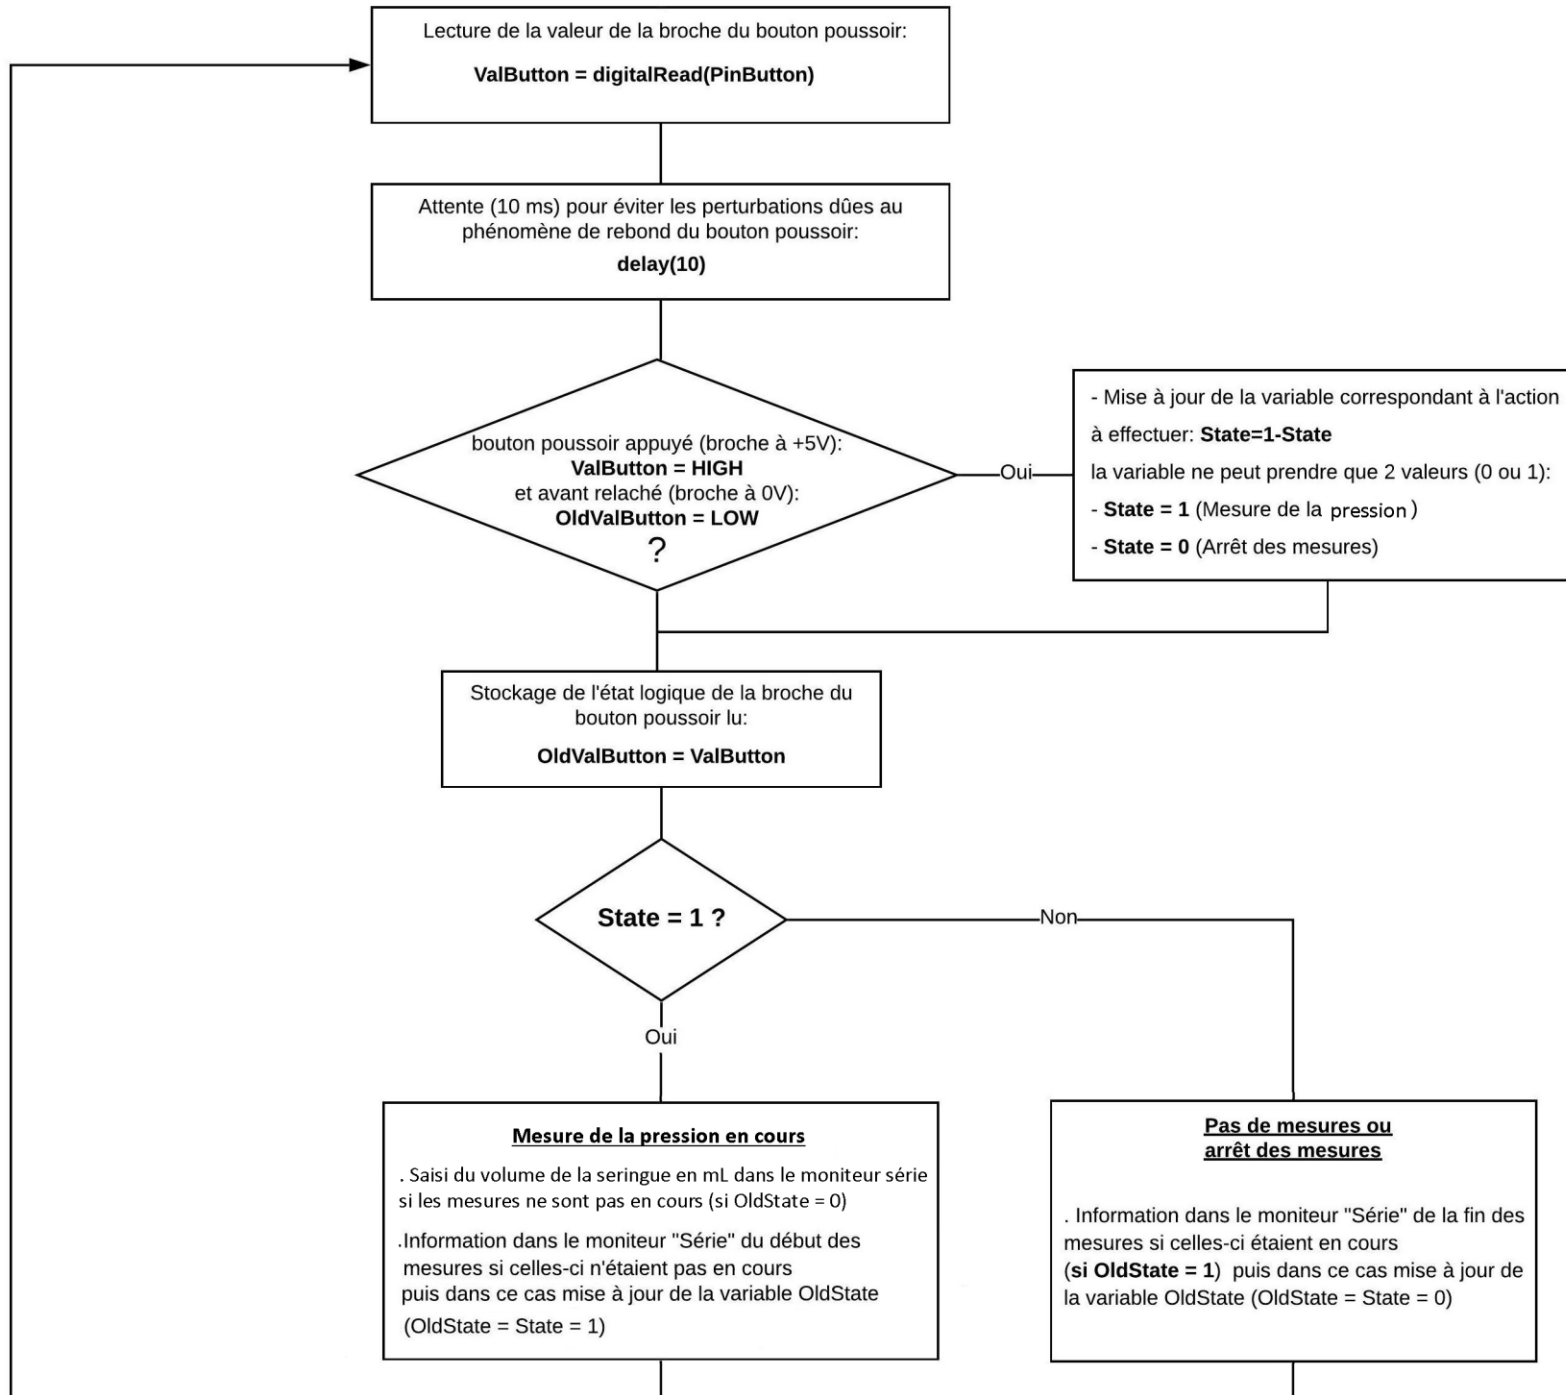 Lecture de la valeur de la broche du bouton poussoir:
ValButton = digitalRead(PinButton)
Attente (10 ms) pour éviter les perturbations dûes au
phénomène de rebond du bouton poussoir:
delay(10)
bouton poussoir appuyé (broche à +5V):
ValButton = HIGH
et avant relaché (broche à 0V):
OldValButton = LOW
?
Oui
- Mise à jour de la variable correspondant à l'action
à effectuer: State=1-State
la variable ne peut prendre que 2 valeurs (0 ou 1):
- State = 1 (Mesure de la pression)
- State = 0 (Arrêt des mesures)
Stockage de l'état logique de la broche du
bouton poussoir lu:
OldValButton = ValButton
State = 1 ?
Non
Oui
Mesure de la pression en cours
. Saisi du volume de la seringue en mL dans le moniteur série
si les mesures ne sont pas en cours (si OldState = 0)
.Information dans le moniteur "Série" du début des
mesures si celles-ci n'étaient pas en cours
puis dans ce cas mise à jour de la variable OldState
(OldState = State = 1)
Pas de mesures ou
arrêt des mesures
. Information dans le moniteur "Série" de la fin des
mesures si celles-ci étaient en cours
(si OldState = 1) puis dans ce cas mise à jour de
la variable OldState (OldState = State = 0)